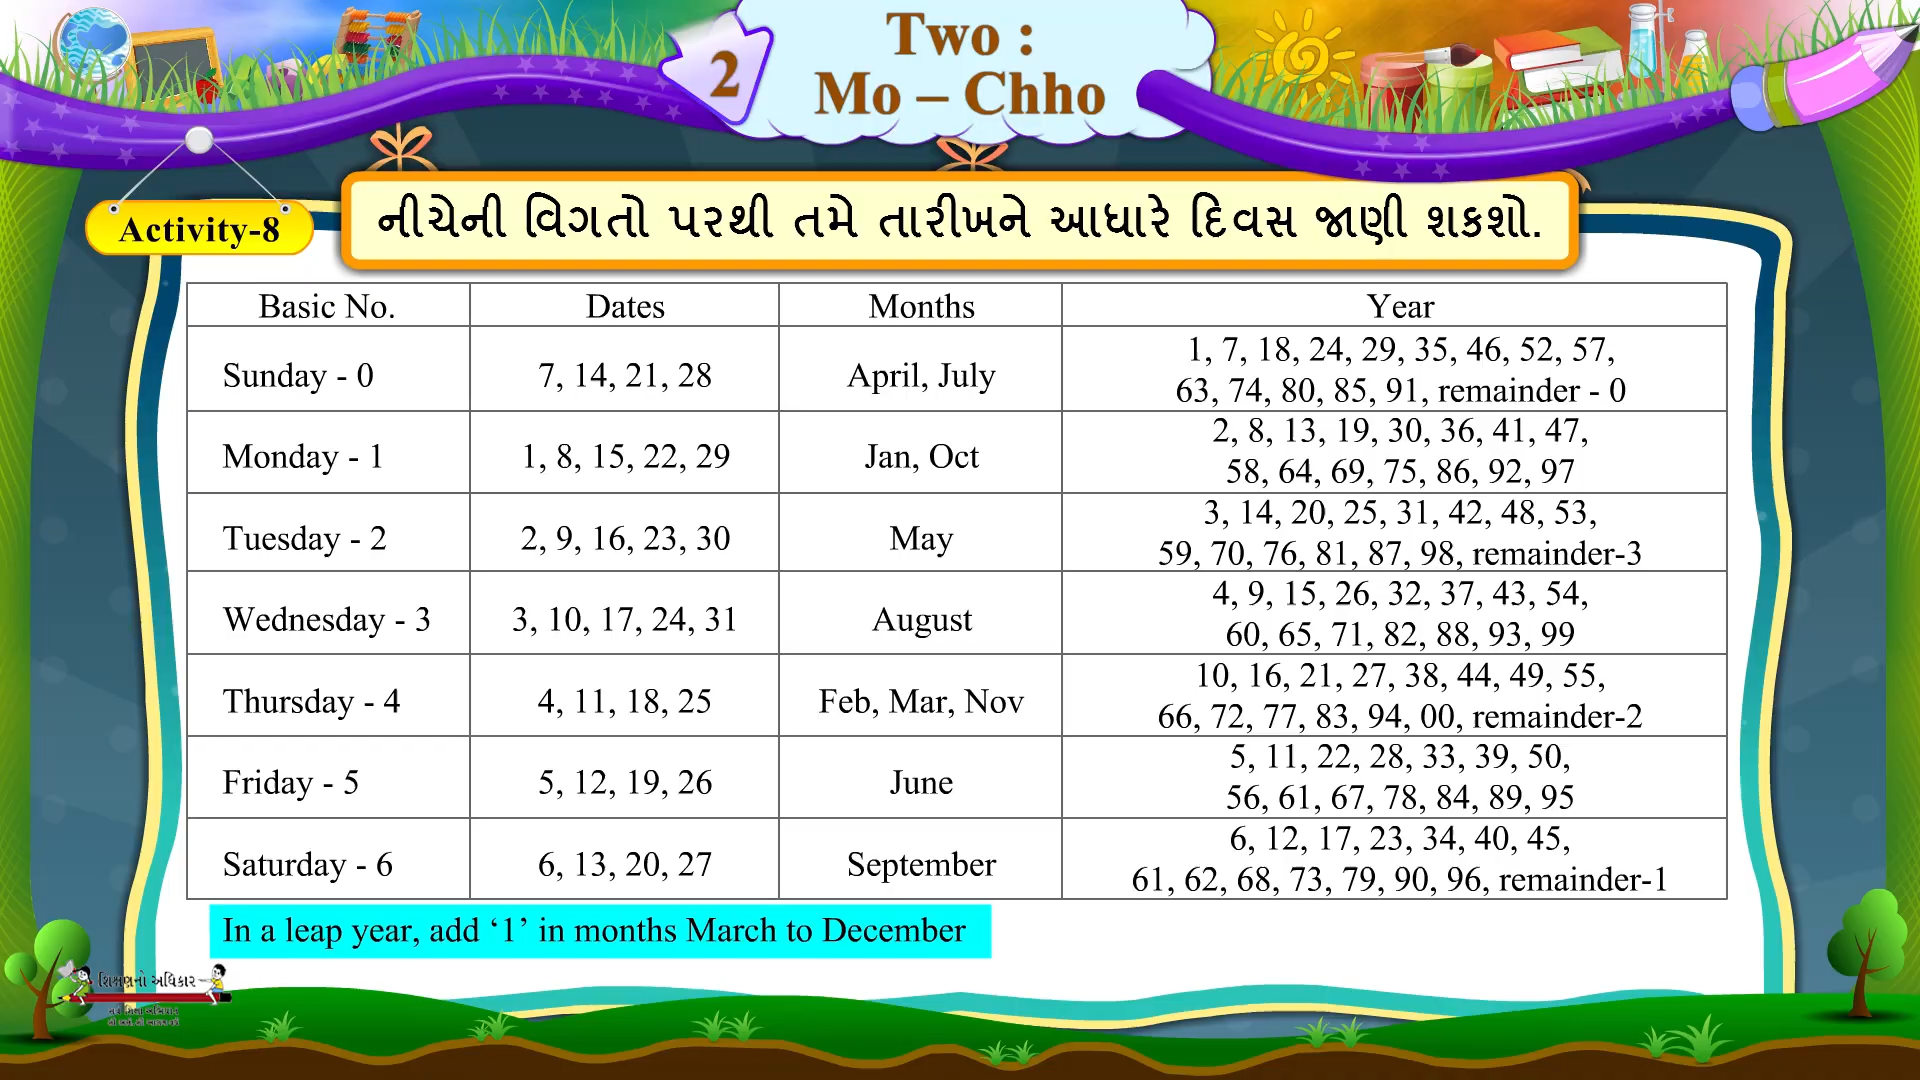 2
Two :
Mo – Chho
Activity-8
નીચેની વિગતો પરથી તમે તારીખને આધારે દિવસ જાણી શકશો.
Basic No. Dates Months Year
Sunday - 0 7, 14, 21, 28 April, July 1, 7, 18, 24, 29, 35, 46, 52, 57,
63, 74, 80, 85, 91, remainder - 0
Monday - 1 1, 8, 15, 22, 29 Jan, Oct 2, 8, 13, 19, 30, 36, 41, 47,
58, 64, 69, 75, 86, 92, 97
Tuesday - 2 2, 9, 16, 23, 30 May 3, 14, 20, 25, 31, 42, 48, 53,
59, 70, 76, 81, 87, 98, remainder-3
Wednesday - 3 3, 10, 17, 24, 31 August 4, 9, 15, 26, 32, 37, 43, 54,
60, 65, 71, 82, 88, 93, 99
Thursday - 4 4, 11, 18, 25 Feb, Mar, Nov 10, 16, 21, 27, 38, 44, 49, 55,
66, 72, 77, 83, 94, 00, remainder-2
Friday - 5 5, 12, 19, 26 June 5, 11, 22, 28, 33, 39, 50,
56, 61, 67, 78, 84, 89, 95
Saturday - 6 6, 13, 20, 27 September 6, 12, 17, 23, 34, 40, 45,
61, 62, 68, 73, 79, 90, 96, remainder-1
In a leap year, add ‘1’ in months March to December
શિક્ષણનો અધિકાર